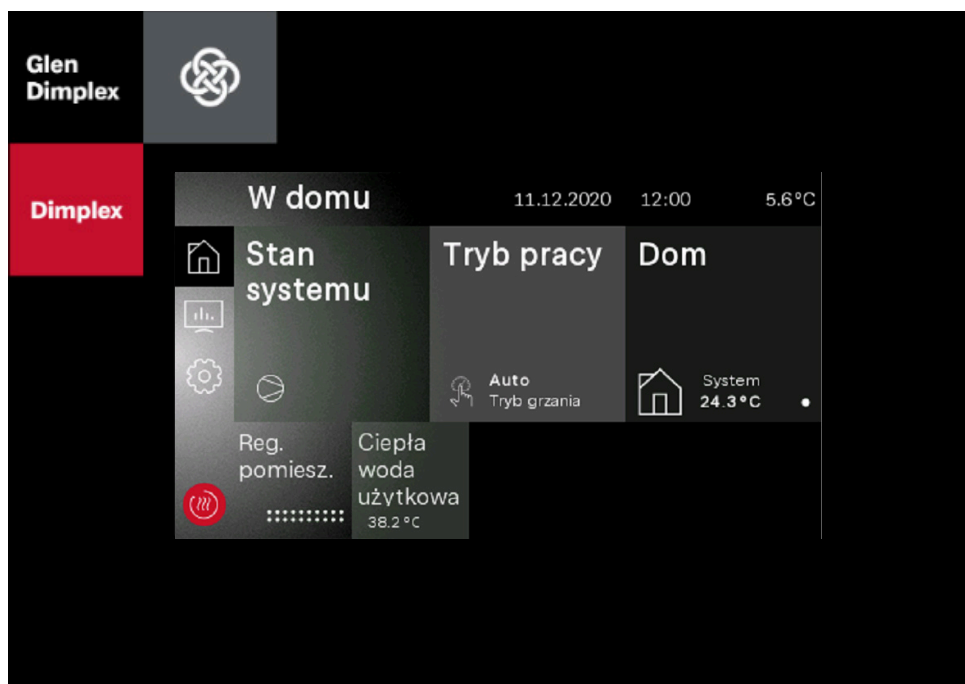 Glen
Dimplex
Dimplex
W domu 11.12.2020 12:00 5.6°C
Stan
systemu
Tryb pracy
Auto
Tryb grzania
Dom
System
24.3°C
Reg.
pomiesz.
Ciepła
woda
użytkowa
38.2°C